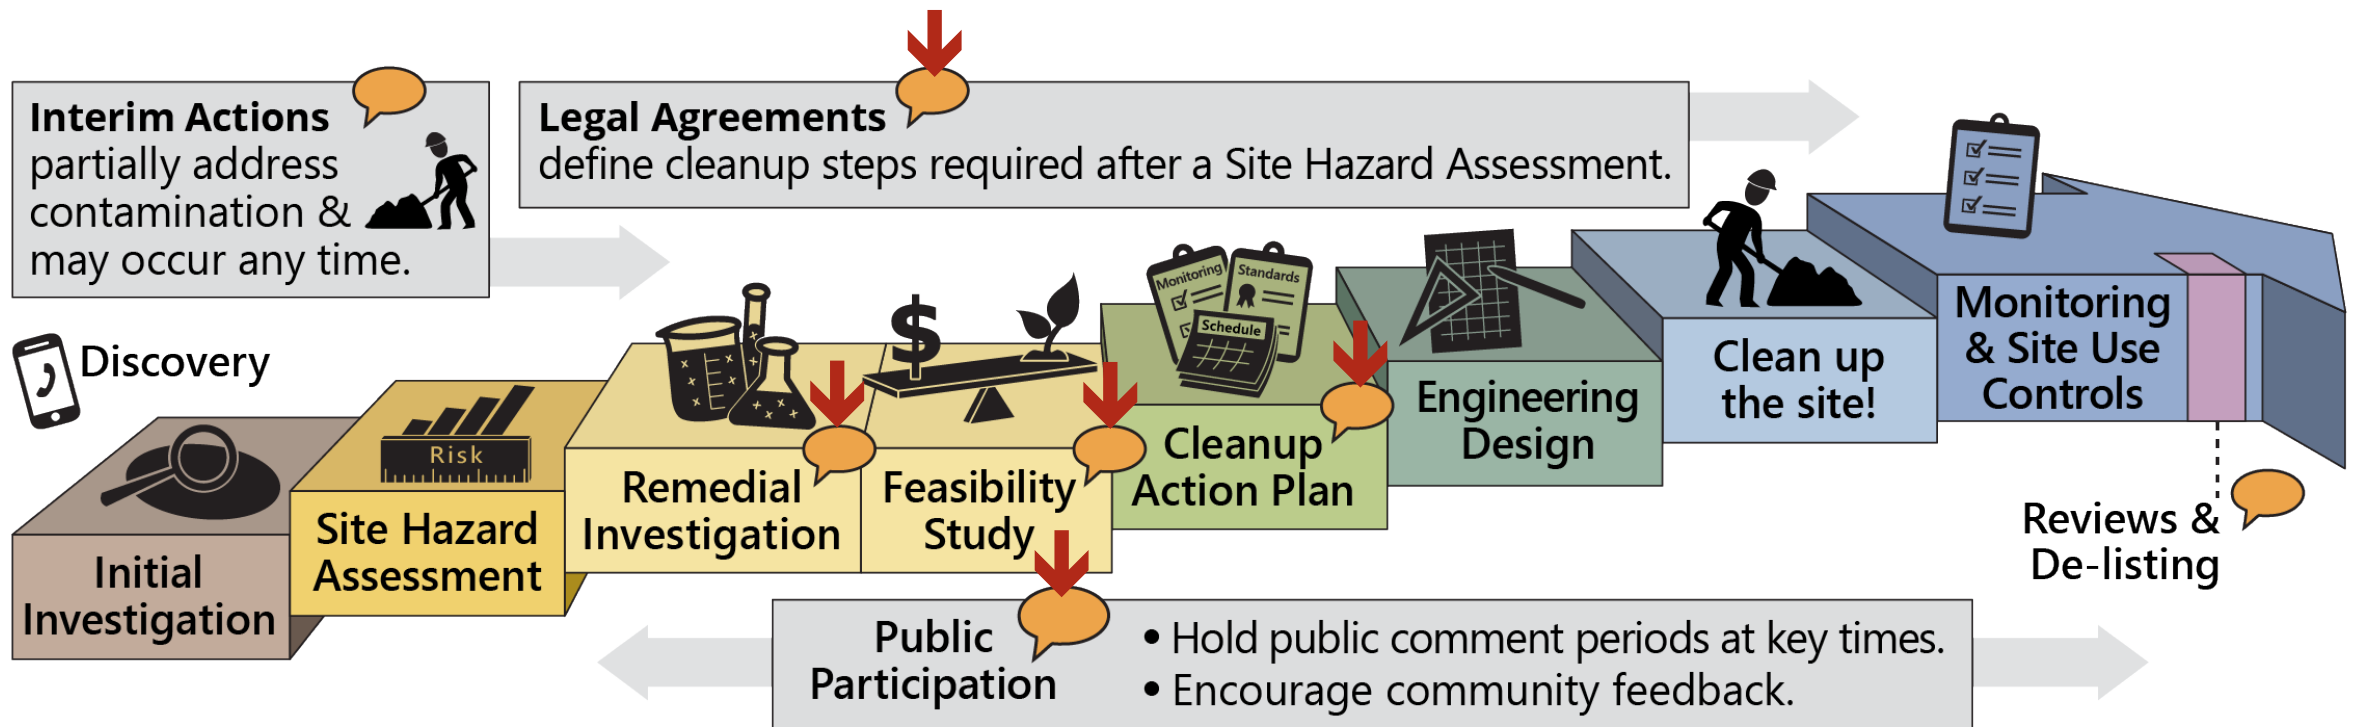 Interim Actions
partially address
contamination &
may occur any time.
Legal Agreements
define cleanup steps required after a Site Hazard Assessment.
Discovery
Initial
Investigation
Risk
Site Hazard
Assessment
Remedial
Investigation
$
Feasibility
Study
Monitoring
Standards
Schedule
Cleanup
Action Plan
Engineering
Design
Clean up
the site!
Monitoring
& Site Use
Controls
Reviews &
De-listing
Public
Participation
• Hold public comment periods at key times.
• Encourage community feedback.